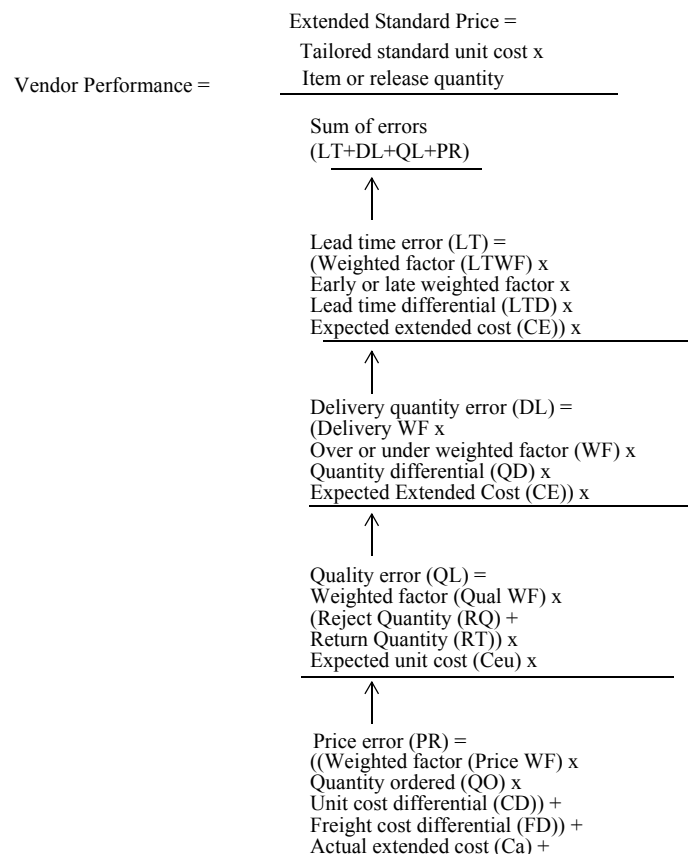 Extended Standard Price =
Tailored standard unit cost x
Vendor Performance =
Item or release quantity
Sum of errors
(LT+DL+QL+PR)
Lead time error (LT) =
(Weighted factor (LTWF) x
Early or late weighted factor x
Lead time differential (LTD) x
Expected extended cost (CE)) x
Delivery quantity error (DL) =
(Delivery WF x
Over or under weighted factor (WF) x
Quantity differential (QD) x
Expected Extended Cost (CE)) x
Quality error (QL) =
Weighted factor (Qual WF) x
(Reject Quantity (RQ) +
Return Quantity (RT)) x
Expected unit cost (Ceu) x
Price error (PR) =
((Weighted factor (Price WF) x
Quantity ordered (QO) x
Unit cost differential (CD)) +
Freight cost differential (FD)) +
Actual extended cost (Ca) +